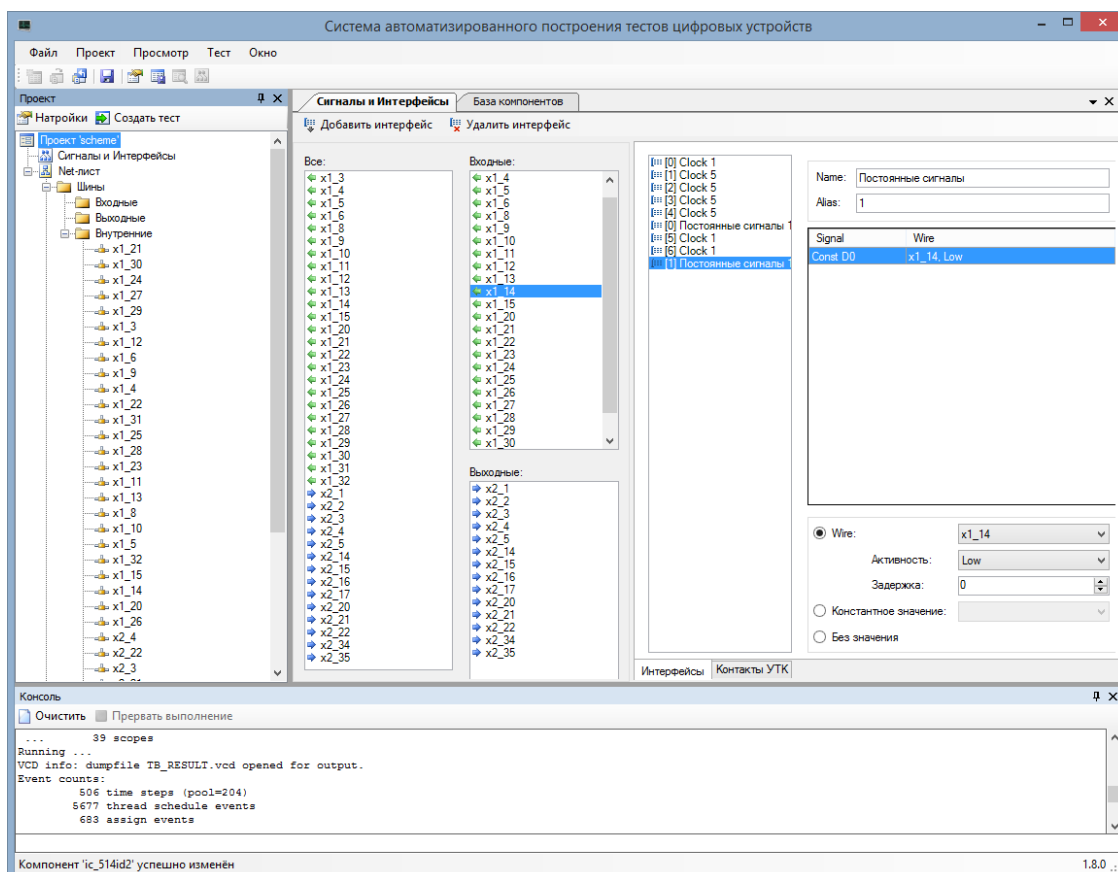 Система автоматизированного построения тестов цифровых устройств
Файл Проект Просмотр Тест Окно
Проект
Натройки Создать тест
Проект 'scheme'
Сигналы и Интерфейсы
Net-лист
Шины
Входные
Выходные
Внутренние
x1_21
x1_30
x1_24
x1_27
x1_29
x1_3
x1_12
x1_6
x1_9
x1_4
x1_22
x1_31
x1_25
x1_28
x1_23
x1_11
x1_13
x1_8
x1_10
x1_5
x1_32
x1_15
x1_14
x1_20
x1_26
x2_4
x2_22
x2_3
Сигналы и Интерфейсы База компонентов
Добавить интерфейс Удалить интерфейс
Все:
x1_3
x1_4
x1_5
x1_6
x1_8
x1_9
x1_10
x1_11
x1_12
x1_13
x1_14
x1_15
x1_20
x1_21
x1_22
x1_23
x1_24
x1_25
x1_26
x1_27
x1_28
x1_29
x1_30
x1_31
x1_32
x2_1
x2_2
x2_3
x2_4
x2_5
x2_14
x2_15
x2_16
x2_17
x2_20
x2_21
x2_22
x2_34
x2_35
Входные:
x1_4
x1_5
x1_6
x1_8
x1_9
x1_10
x1_11
x1_12
x1_13
x1_14
x1_15
x1_20
x1_21
x1_22
x1_23
x1_24
x1_25
x1_26
x1_27
x1_28
x1_29
x1_30
Выходные:
x2_1
x2_2
x2_3
x2_4
x2_5
x2_14
x2_15
x2_16
x2_17
x2_20
x2_21
x2_22
x2_34
x2_35
[0] Clock 1
[1] Clock 5
[2] Clock 5
[3] Clock 5
[4] Clock 5
[0] Постоянные сигналы 1
[5] Clock 1
[6] Clock 1
[1] Постоянные сигналы 1
Интерфейсы Контакты УТК
Name: Постоянные сигналы
Alias: 1
Signal Wire
Const D0 x1_14, Low
Wire: x1_14
Активность: Low
Задержка: 0
Константное значение:
Без значения
Консоль
Очистить Прервать выполнение
... 39 scopes
Running ...
VCD info: dumpfile TB_RESULT.vcd opened for output.
Event counts:
506 time steps (pool=204)
5677 thread schedule events
683 assign events
Компонент 'ic_514id2' успешно изменён 1.8.0